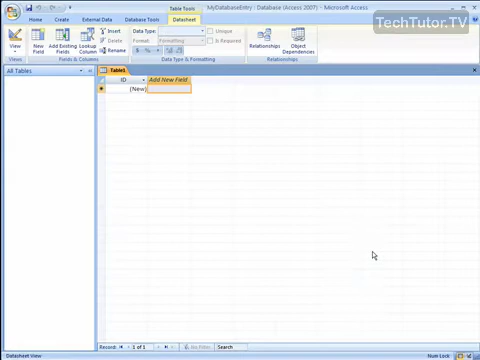 Table Tools
MyDatabaseEntry : Database (Access 2007) - Microsoft Access
TechTutor.TV
Home
Create
External Data
Database Tools
Datasheet
View
New Field
Add Existing Fields
Lookup Column
Insert
Delete
Rename
Data Type:
Format:
Formatting
Unique
Is Required
Relationships
Object Dependencies
Views
Fields & Columns
Data Type & Formatting
Relationships
All Tables
Table1
ID
Add New Field
(New)
Record:
1 of 1
No Filter
Search
Datasheet View
Num Lock